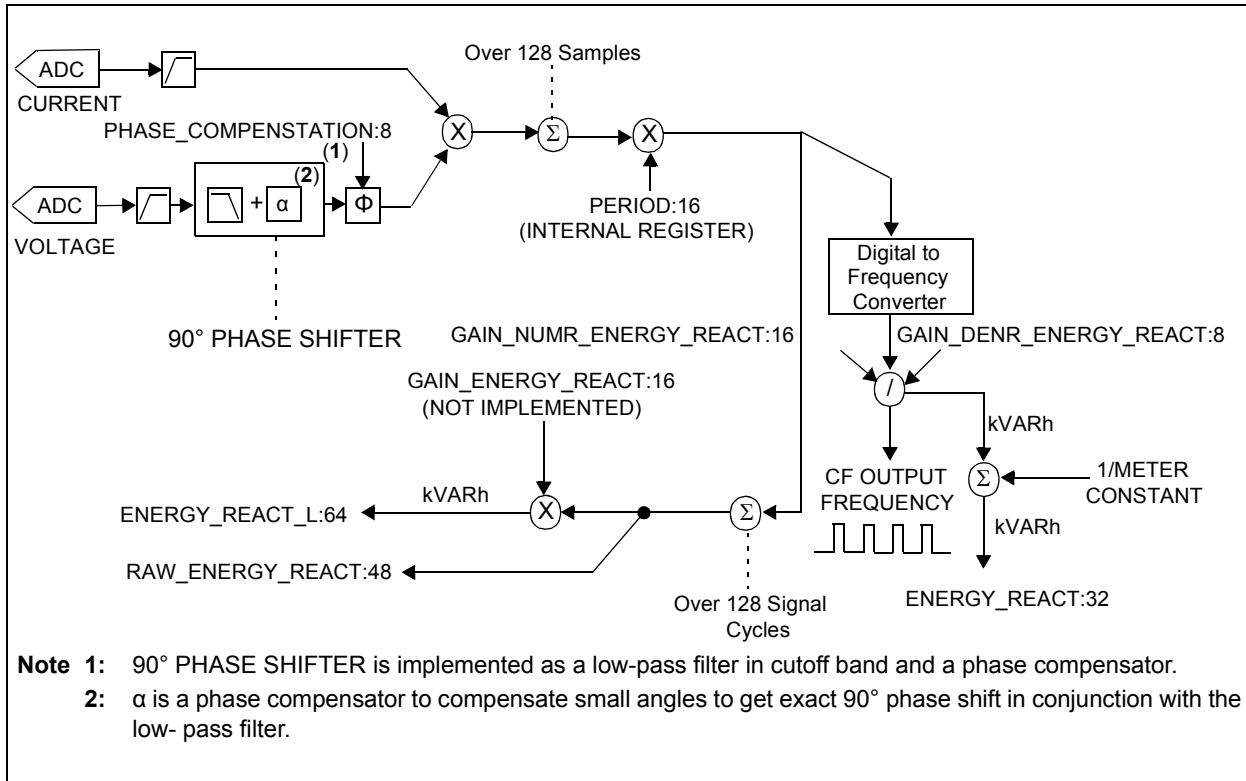 Over 128 Samples
ADC
CURRENT
X
Σ
X
PHASE_COMPENSTATION:8
(1)
(2)
ADC
+
α
Φ
VOLTAGE
PERIOD:16
(INTERNAL REGISTER)
Digital to
Frequency
Converter
90° PHASE SHIFTER
GAIN_NUMR_ENERGY_REACT:16
GAIN_DENR_ENERGY_REACT:8
GAIN_ENERGY_REACT:16
(NOT IMPLEMENTED)
/
kVARh
CF OUTPUT
FREQUENCY
Σ
1/METER
CONSTANT
kVARh
ENERGY_REACT_L:64
kVARh
X
Σ
RAW_ENERGY_REACT:48
ENERGY_REACT:32
Over 128 Signal
Cycles
Note 1: 90° PHASE SHIFTER is implemented as a low-pass filter in cutoff band and a phase compensator.
2: α is a phase compensator to compensate small angles to get exact 90° phase shift in conjunction with the
low- pass filter.